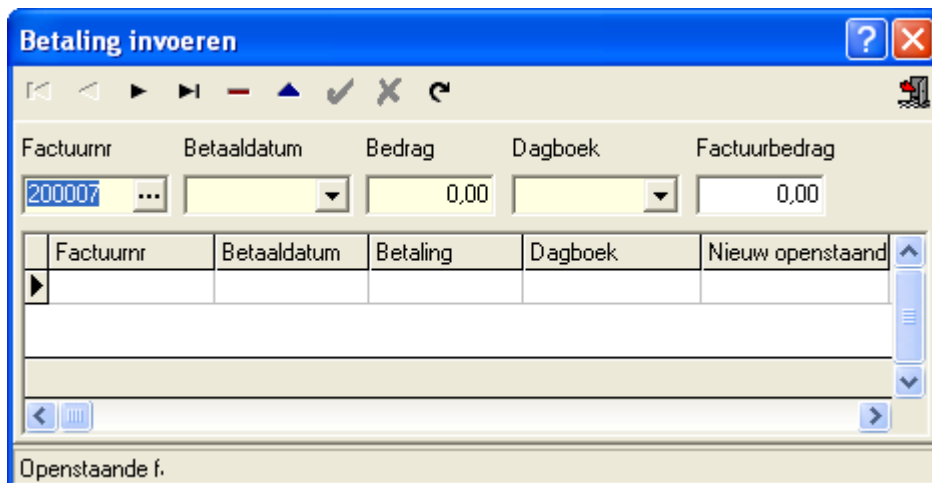 Betaling invoeren
Factuurnr Betaaldatum Bedrag Dagboek Factuurbedrag
200007 ... 0,00 0,00
Factuurnr Betaaldatum Betaling Dagboek Nieuw openstaand
Openstaande f.